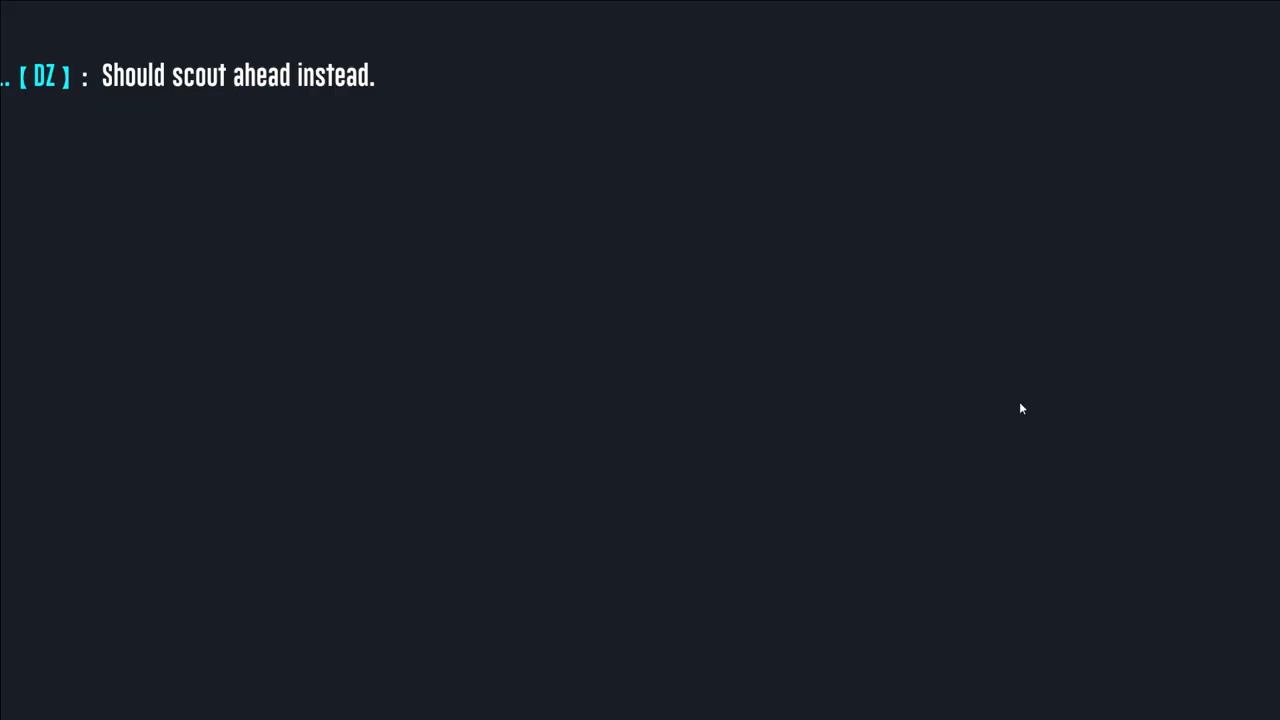 ..【 DZ 】 :  Should scout ahead instead.